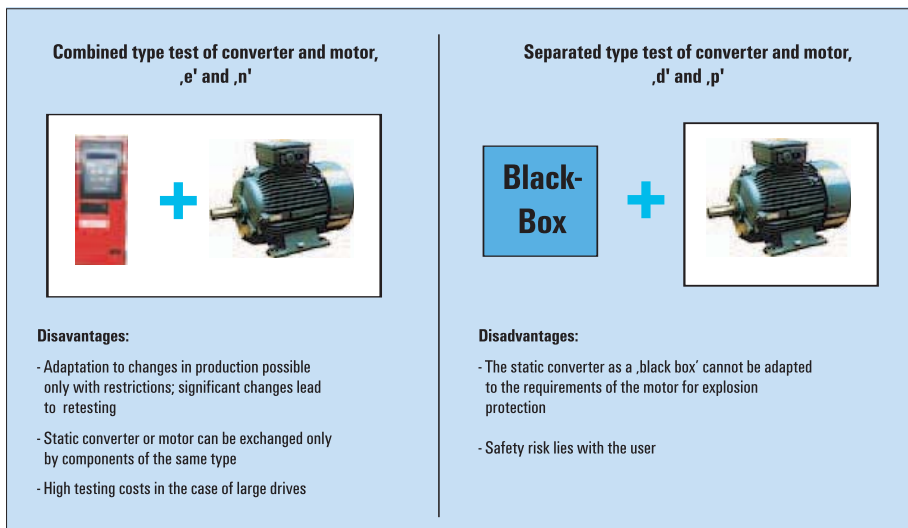 Combined type test of converter and motor,
‚e' and ‚n'
Disavantages:
- Adaptation to changes in production possible
only with restrictions; significant changes lead
to retesting
- Static converter or motor can be exchanged only
by components of the same type
- High testing costs in the case of large drives
Separated type test of converter and motor,
‚d' and ‚p'
Black-
Box
Disadvantages:
- The static converter as a ‚black box´ cannot be adapted
to the requirements of the motor for explosion
protection
- Safety risk lies with the user